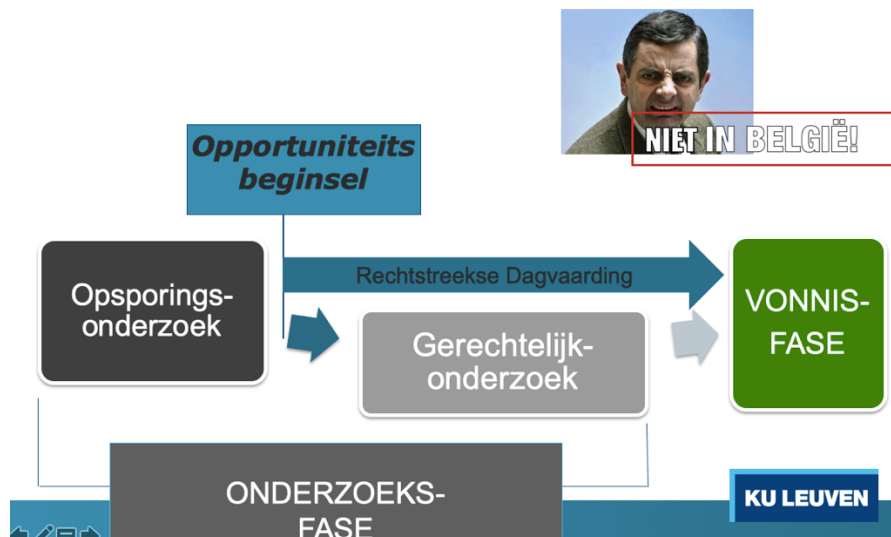 NIET IN BELGIË!
Opportuniteits
beginsel
Rechtstreekse Dagvaarding
Opsporings-
onderzoek
Gerechtelijk-
onderzoek
VONNIS-
FASE
ONDERZOEKS-
FASE
KU LEUVEN